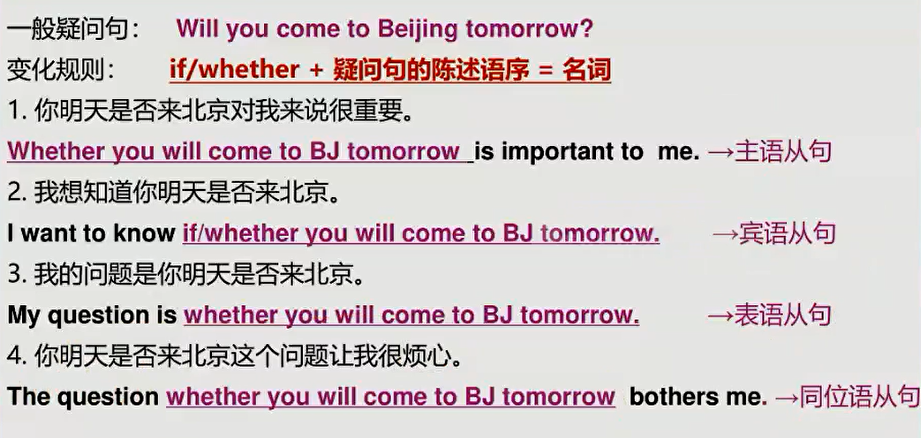 一般疑问句： Will you come to Beijing tomorrow?
变化规则： if/whether + 疑问句的陈述语序 = 名词
1. 你明天是否来北京对我来说很重要。
Whether you will come to BJ tomorrow is important to me. →主语从句
2. 我想知道你明天是否来北京。
I want to know if/whether you will come to BJ tomorrow. →宾语从句
3. 我的问题是你明天是否来北京。
My question is whether you will come to BJ tomorrow. →表语从句
4. 你明天是否来北京这个问题让我很烦心。
The question whether you will come to BJ tomorrow bothers me. →同位语从句